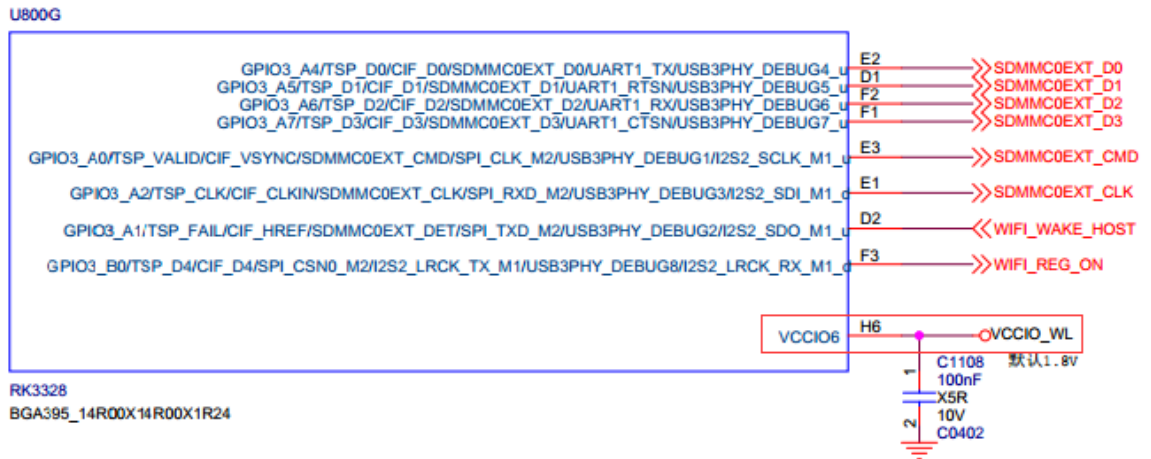 U800G
GPIO3_A4/TSP_D0/CIF_D0/SDMMC0EXT_D0/UART1_TX/USB3PHY_DEBUG4_u E2 SDMMC0EXT_D0
GPIO3_A5/TSP_D1/CIF_D1/SDMMC0EXT_D1/UART1_RTSN/USB3PHY_DEBUG5_u D1 SDMMC0EXT_D1
GPIO3_A6/TSP_D2/CIF_D2/SDMMC0EXT_D2/UART1_RX/USB3PHY_DEBUG6_u F2 SDMMC0EXT_D2
GPIO3_A7/TSP_D3/CIF_D3/SDMMC0EXT_D3/UART1_CTSN/USB3PHY_DEBUG7_u F1 SDMMC0EXT_D3
GPIO3_A0/TSP_VALID/CIF_VSYNC/SDMMC0EXT_CMD/SPI_CLK_M2/USB3PHY_DEBUG1/I2S2_SCLK_M1_u E3 SDMMC0EXT_CMD
GPIO3_A2/TSP_CLK/CIF_CLKIN/SDMMC0EXT_CLK/SPI_RXD_M2/USB3PHY_DEBUG3/I2S2_SDI_M1_d E1 SDMMC0EXT_CLK
GPIO3_A1/TSP_FAIL/CIF_HREF/SDMMC0EXT_DET/SPI_TXD_M2/USB3PHY_DEBUG2/I2S2_SDO_M1_u D2 WIFI_WAKE_HOST
GPIO3_B0/TSP_D4/CIF_D4/SPI_CSN0_M2/I2S2_LRCK_TX_M1/USB3PHY_DEBUG8/I2S2_LRCK_RX_M1_d F3 WIFI_REG_ON
VCCIO6 H6 VCCIO_WL
默认1.8V
1 C1108
100nF
X5R
10V
2 C0402
RK3328
BGA395_14R00X14R00X1R24